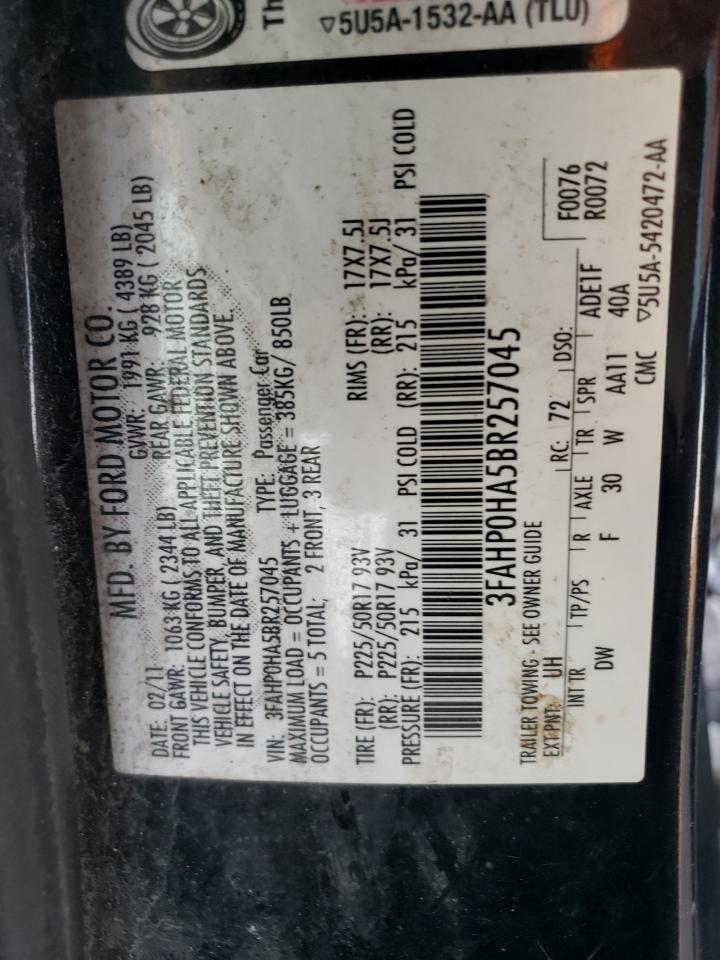 Th
▽5U5A-1532-AA (TLU)
MFD. BY FORD MOTOR CO.
DATE: 02/11 GVWR: 1991 KG ( 4389 LB)
FRONT GAWR: 1063 KG ( 2344 LB) REAR GAWR: 928 KG ( 2045 LB)
THIS VEHICLE CONFORMS TO ALL APPLICABLE FEDERAL MOTOR
VEHICLE SAFETY, BUMPER, AND THEFT PREVENTION STANDARDS
IN EFFECT ON THE DATE OF MANUFACTURE SHOWN ABOVE.
VIN: 3FAHP0HA5BR257045 TYPE: Passenger Car
MAXIMUM LOAD = OCCUPANTS + LUGGAGE = 385KG/ 850LB
OCCUPANTS = 5 TOTAL; 2 FRONT, 3 REAR
TIRE (FR): P225/50R17 93V RIMS (FR): 17X7.5J
(RR): P225/50R17 93V (RR): 17X7.5J
PRESSURE (FR): 215 kPa/ 31 PSI COLD (RR): 215 kPa/ 31 PSI COLD
3FAHP0HA5BR257045
TRAILER TOWING - SEE OWNER GUIDE F0076
EXT PNT: UH RC: 72 DSO: R0072
INT TR TP/PS R AXLE TR SPR ADE1F
DW F 30 W AA11 40A
CMC ▽5U5A-5420472-AA